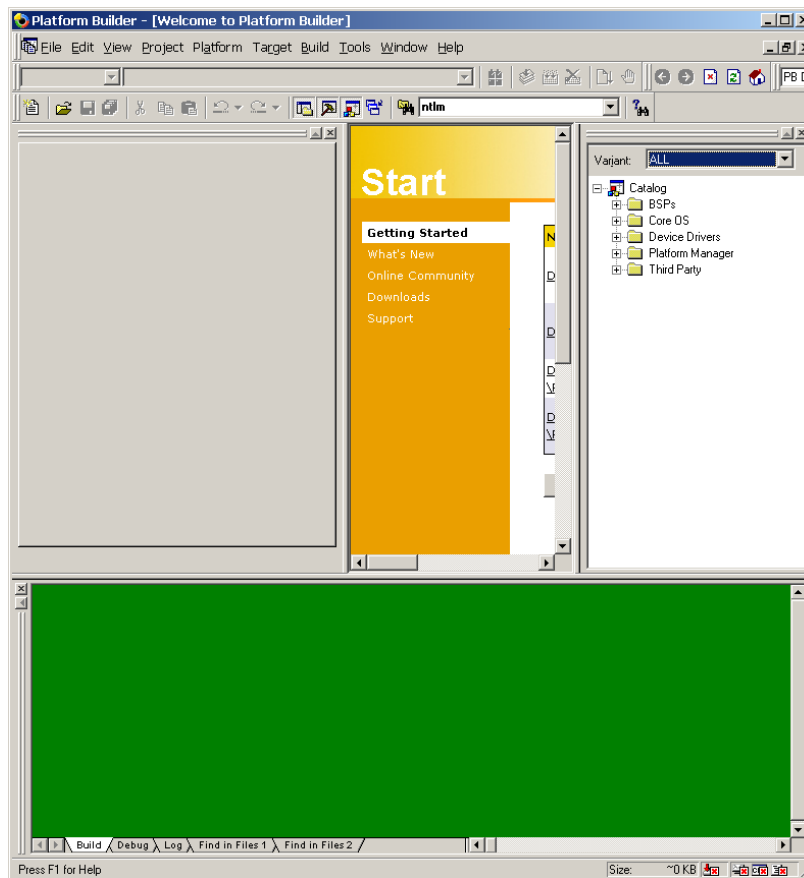 Platform Builder - [Welcome to Platform Builder]
File Edit View Project Platform Target Build Tools Window Help
PB D
ntlm
Start
Getting Started
What's New
Online Community
Downloads
Support
N
D
D
D
D
Variant: ALL
Catalog
BSPs
Core OS
Device Drivers
Platform Manager
Third Party
Build Debug Log Find in Files 1 Find in Files 2
Press F1 for Help
Size: ~0 KB